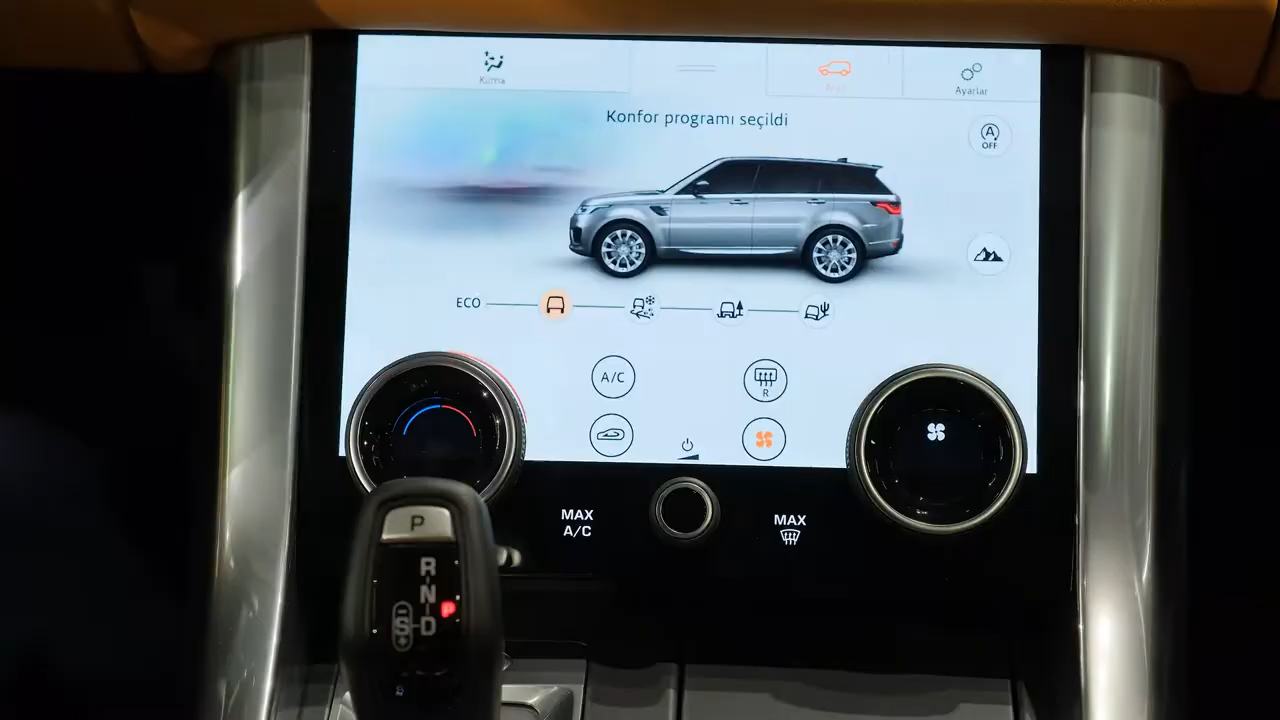 Klima
Ayarlar
Konfor programı seçildi
A
OFF
ECO
A/C
R
MAX
A/C
MAX
P
R
N
P
S
D